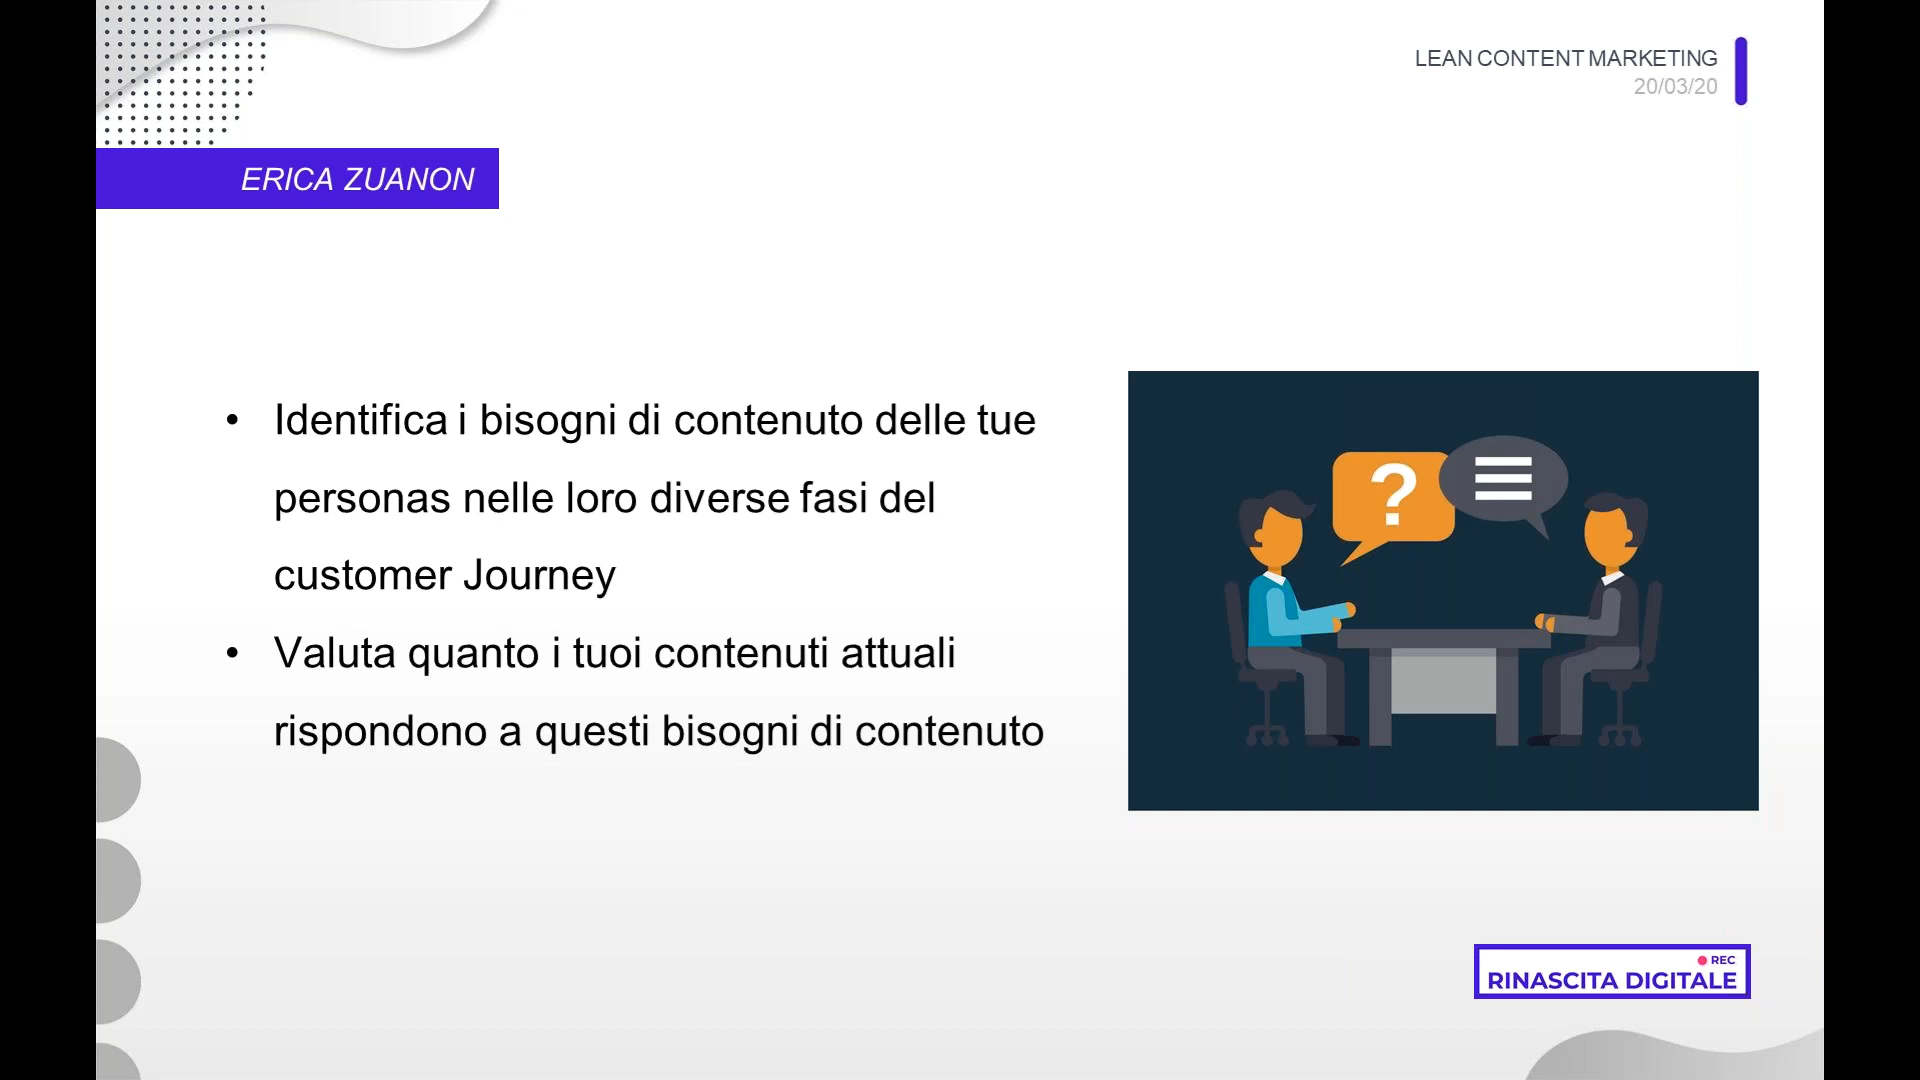 LEAN CONTENT MARKETING
20/03/20
ERICA ZUANON
• Identifica i bisogni di contenuto delle tue
personas nelle loro diverse fasi del
customer Journey
• Valuta quanto i tuoi contenuti attuali
rispondono a questi bisogni di contenuto
?
REC
RINASCITA DIGITALE